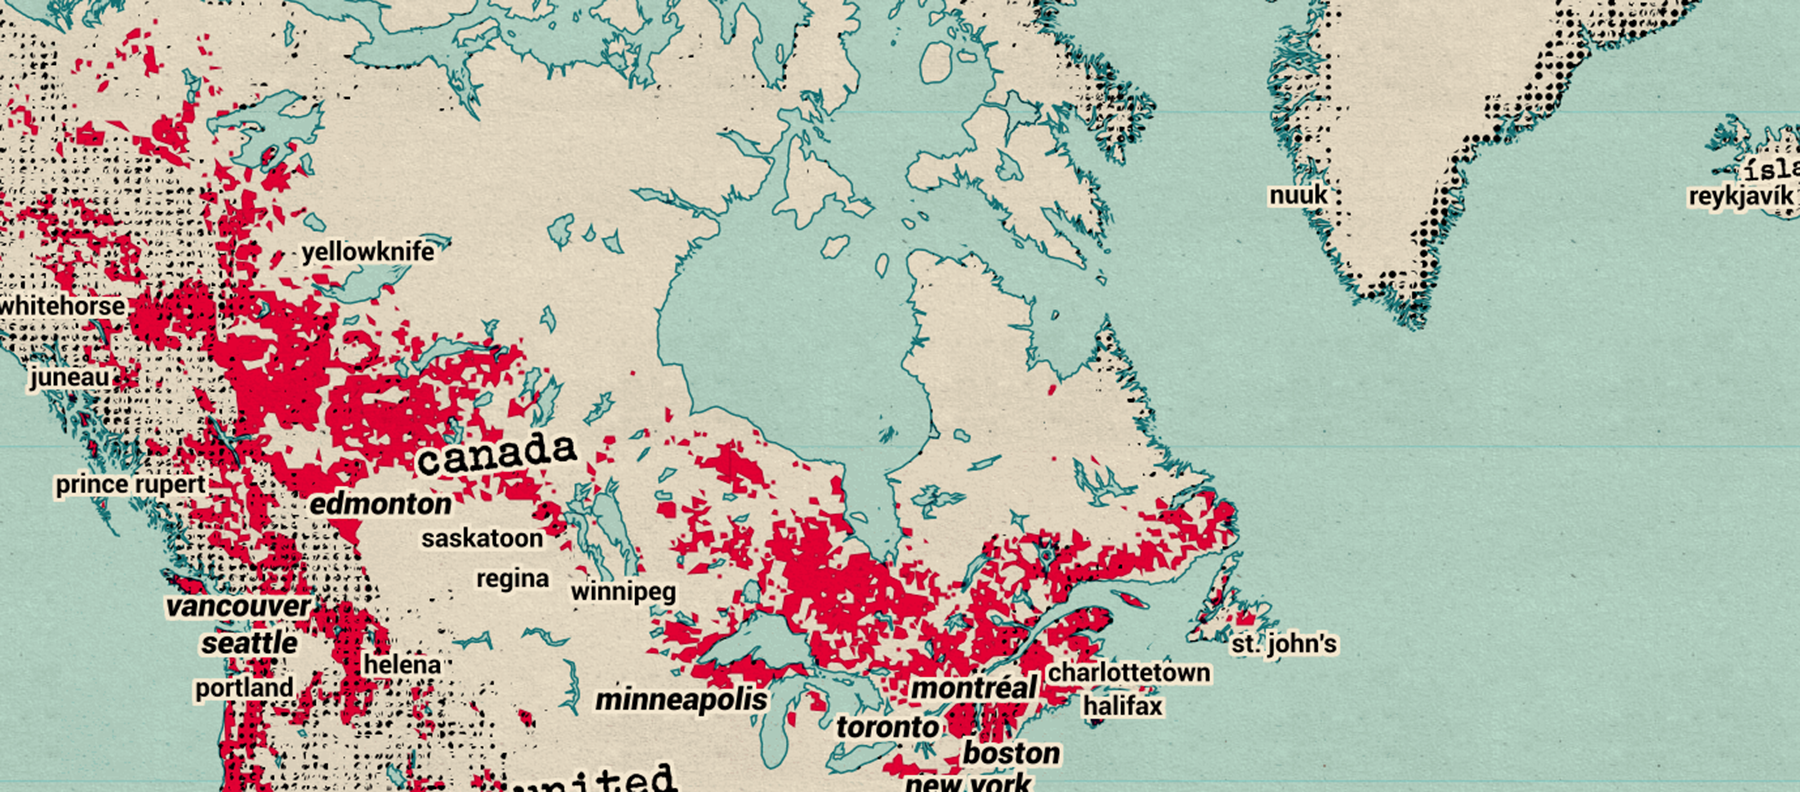 ísla
nuuk
reykjavík
yellowknife
whitehorse
juneau
canada
prince rupert
edmonton
saskatoon
regina
winnipeg
vancouver
seattle
st. john's
helena
charlottetown
portland
montréal
minneapolis
halifax
toronto
boston
united
new york